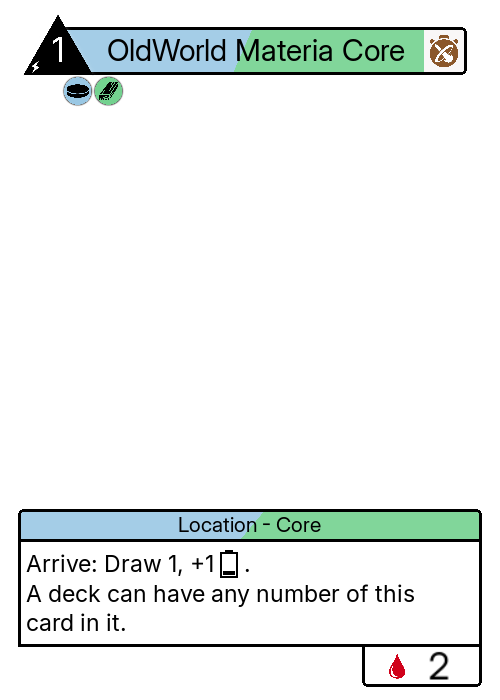 1 OldWorld Materia Core
Location - Core
Arrive: Draw 1, +1 .
A deck can have any number of this
card in it.
2